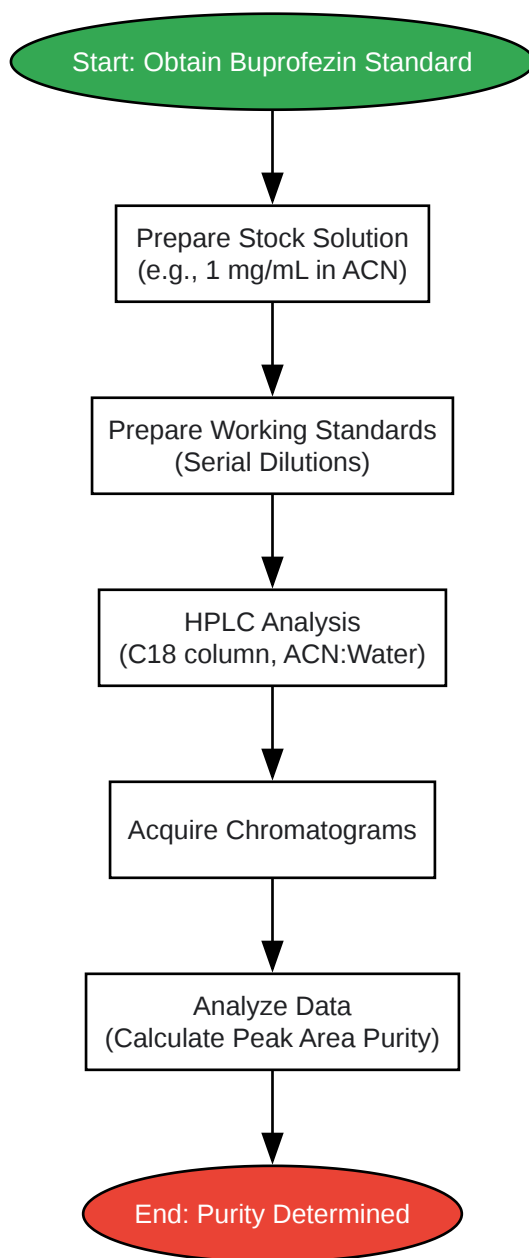 Start: Obtain Buprofezin Standard
Prepare Stock Solution
(e.g., 1 mg/mL in ACN)
Prepare Working Standards
(Serial Dilutions)
HPLC Analysis
(C18 column, ACN:Water)
Acquire Chromatograms
Analyze Data
(Calculate Peak Area Purity)
End: Purity Determined